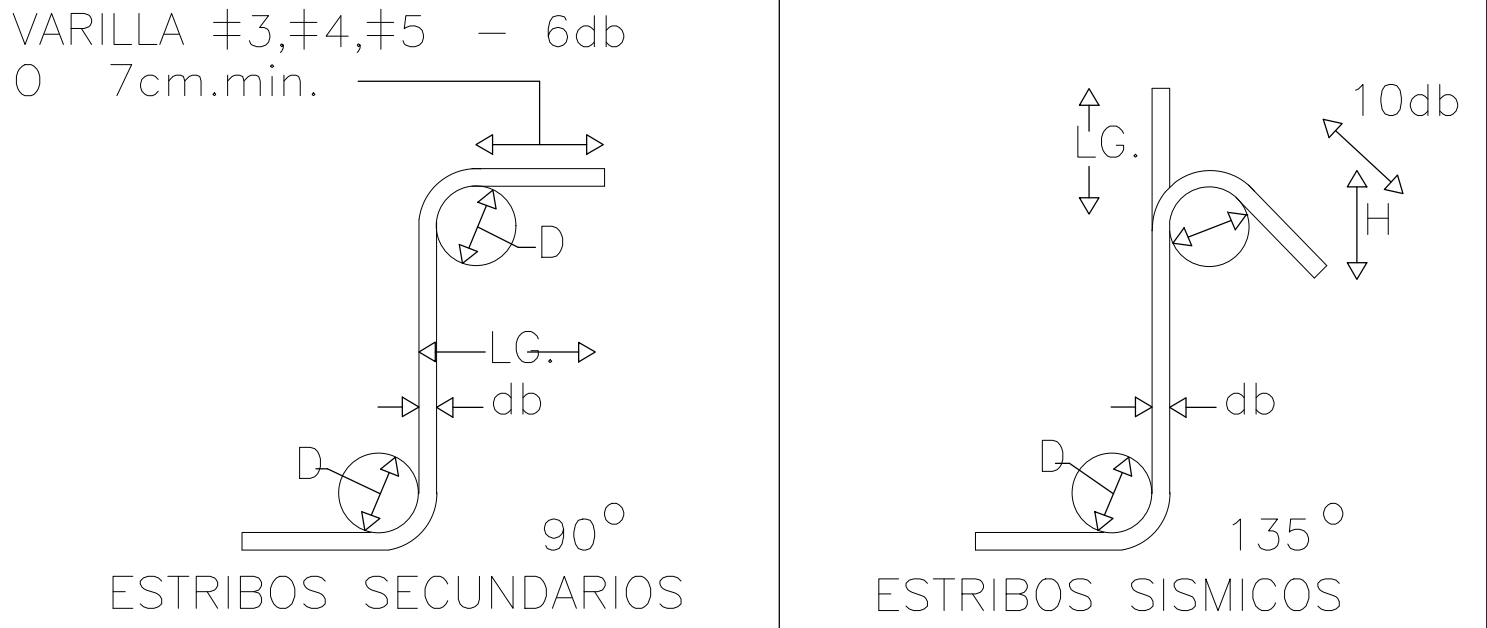 VARILLA #3,#4,#5 - 6db
O 7cm.min.
D
LG.
db
D
90°
ESTRIBOS SECUNDARIOS
LG.
10db
H
db
D
135°
ESTRIBOS SISMICOS